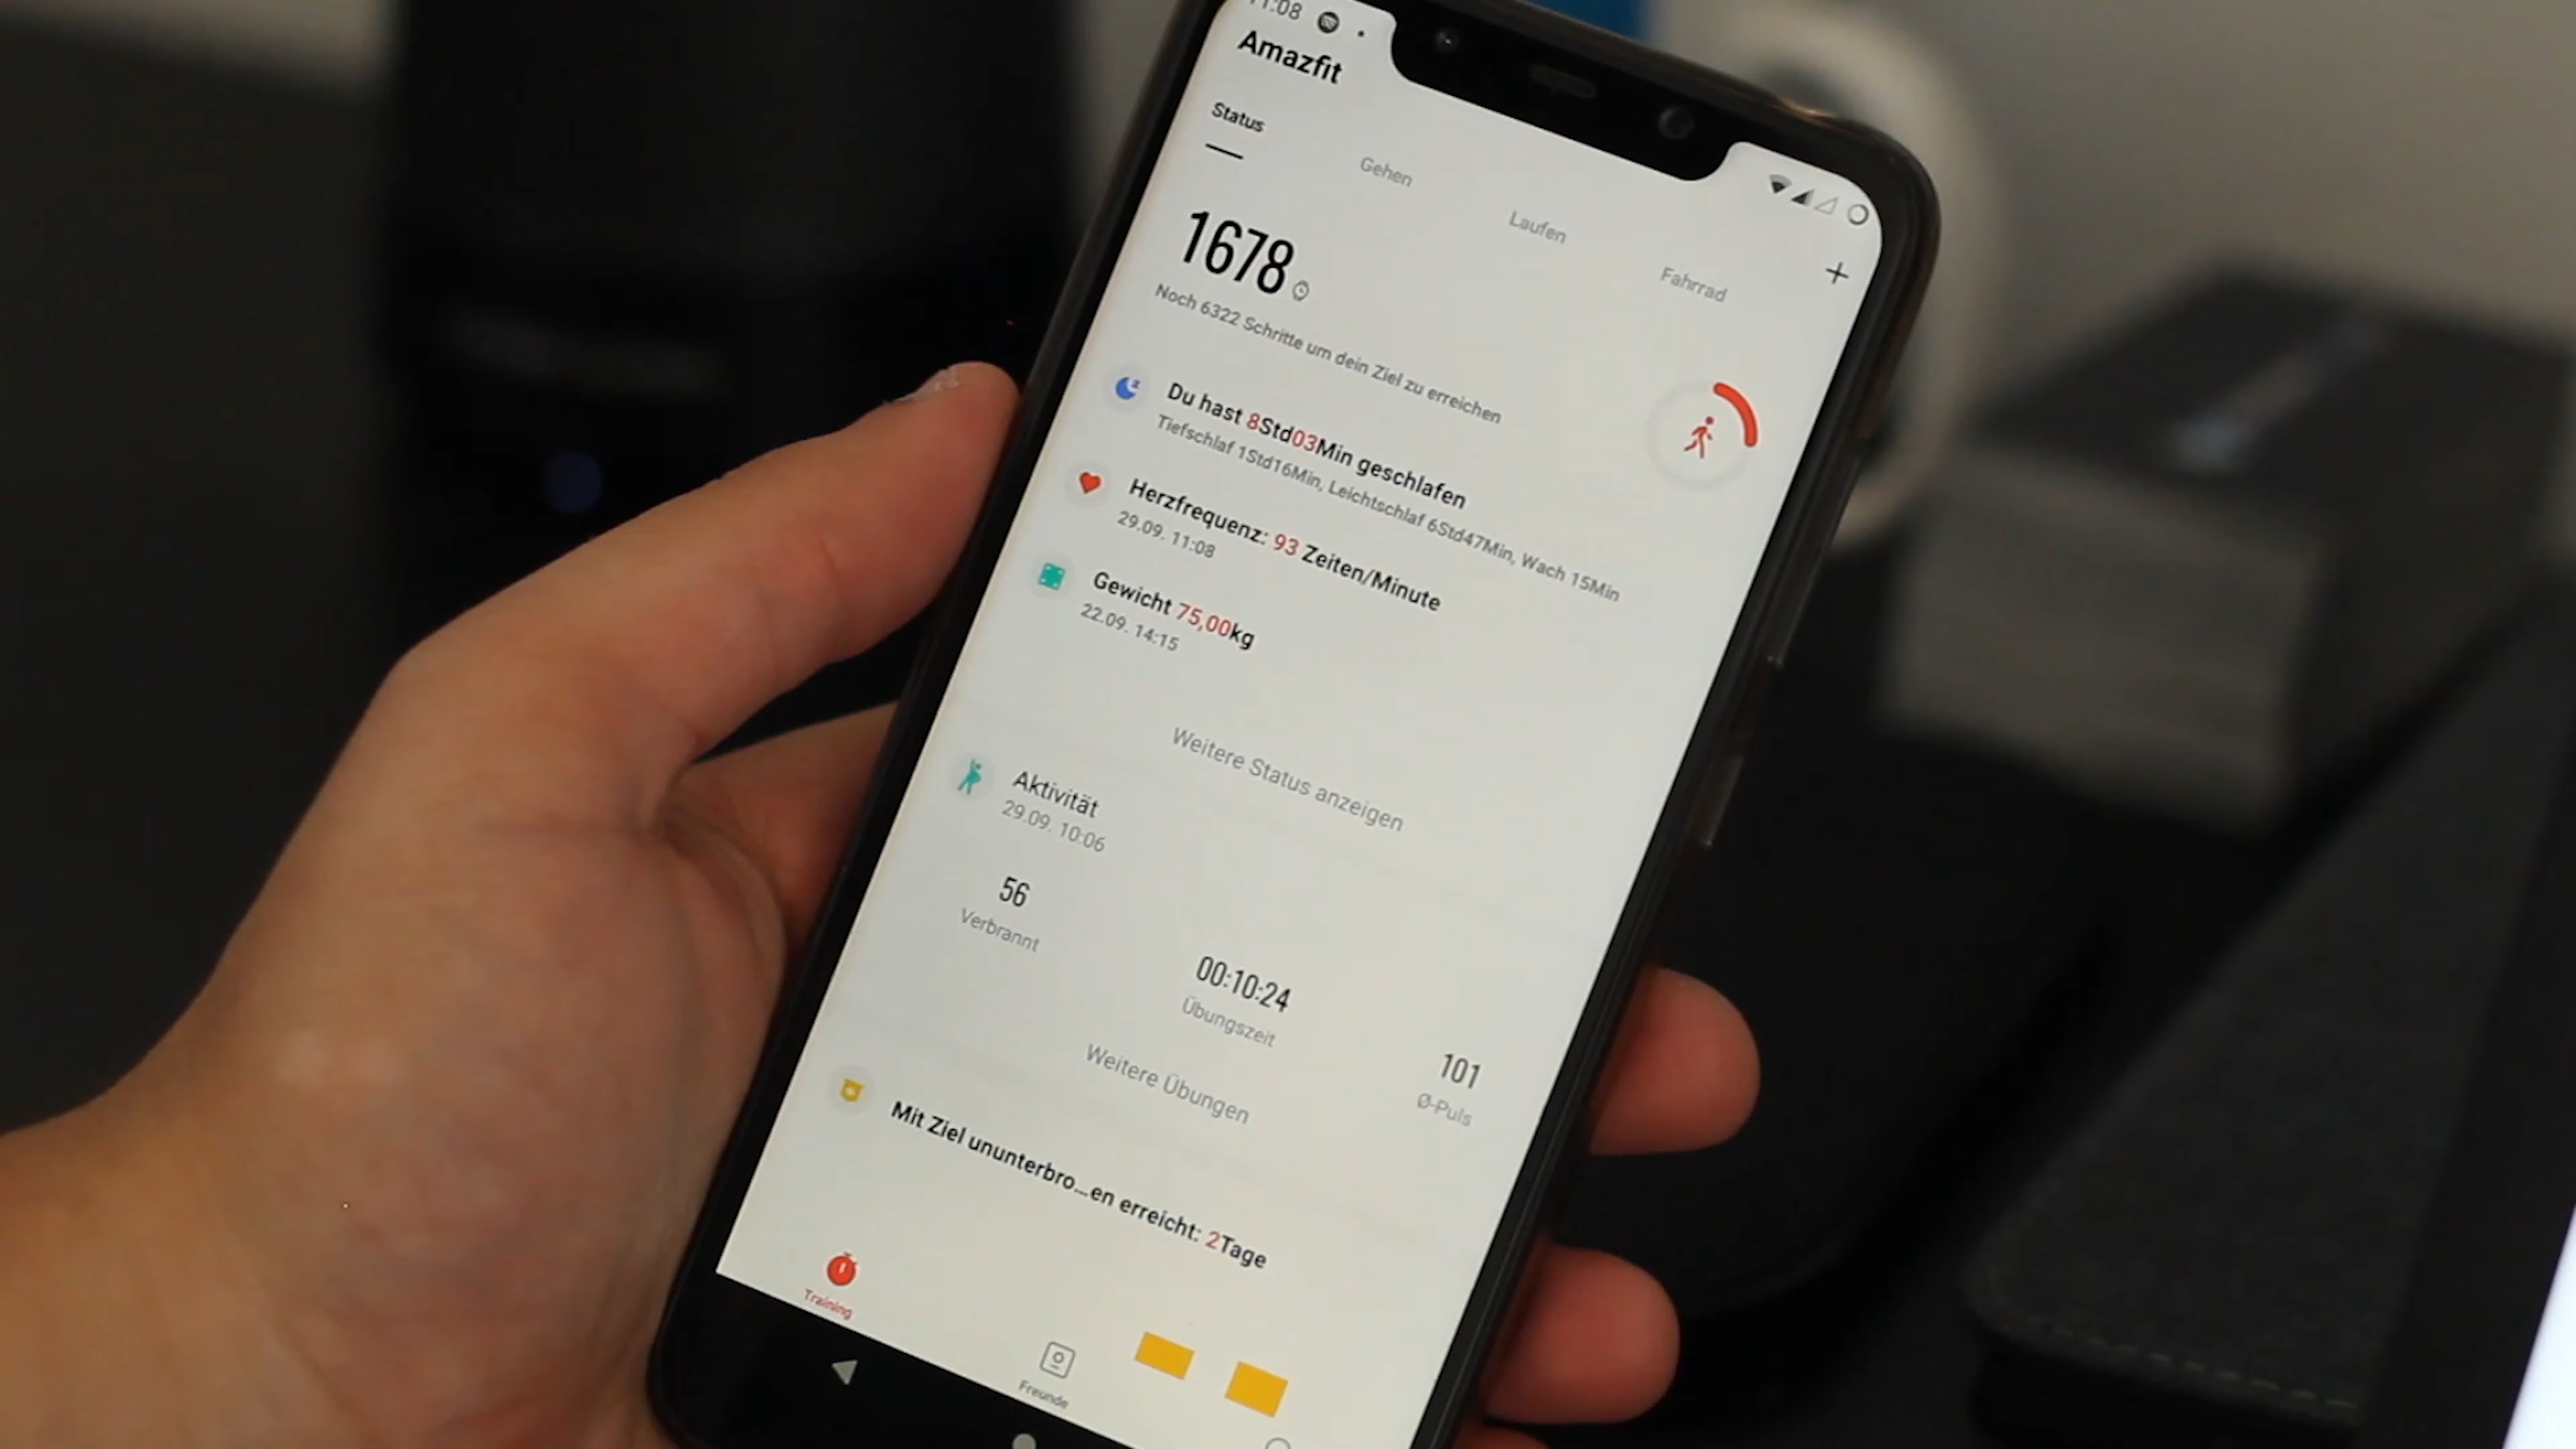 11:08
Amazfit
Status
Gehen
Laufen
Fahrrad
1678
Noch 6322 Schritte um dein Ziel zu erreichen
Du hast 8Std03Min geschlafen
Tiefschlaf 1Std16Min, Leichtschlaf 6Std47Min, Wach 15Min
Herzfrequenz: 93 Zeiten/Minute
29.09. 11:08
Gewicht 75,00kg
22.09. 14:15
Weitere Status anzeigen
Aktivität
29.09. 10:06
56
Verbrannt
00:10:24
Übungszeit
101
Ø-Puls
Weitere Übungen
Mit Ziel ununterbro...en erreicht: 2Tage
Training
Freunde